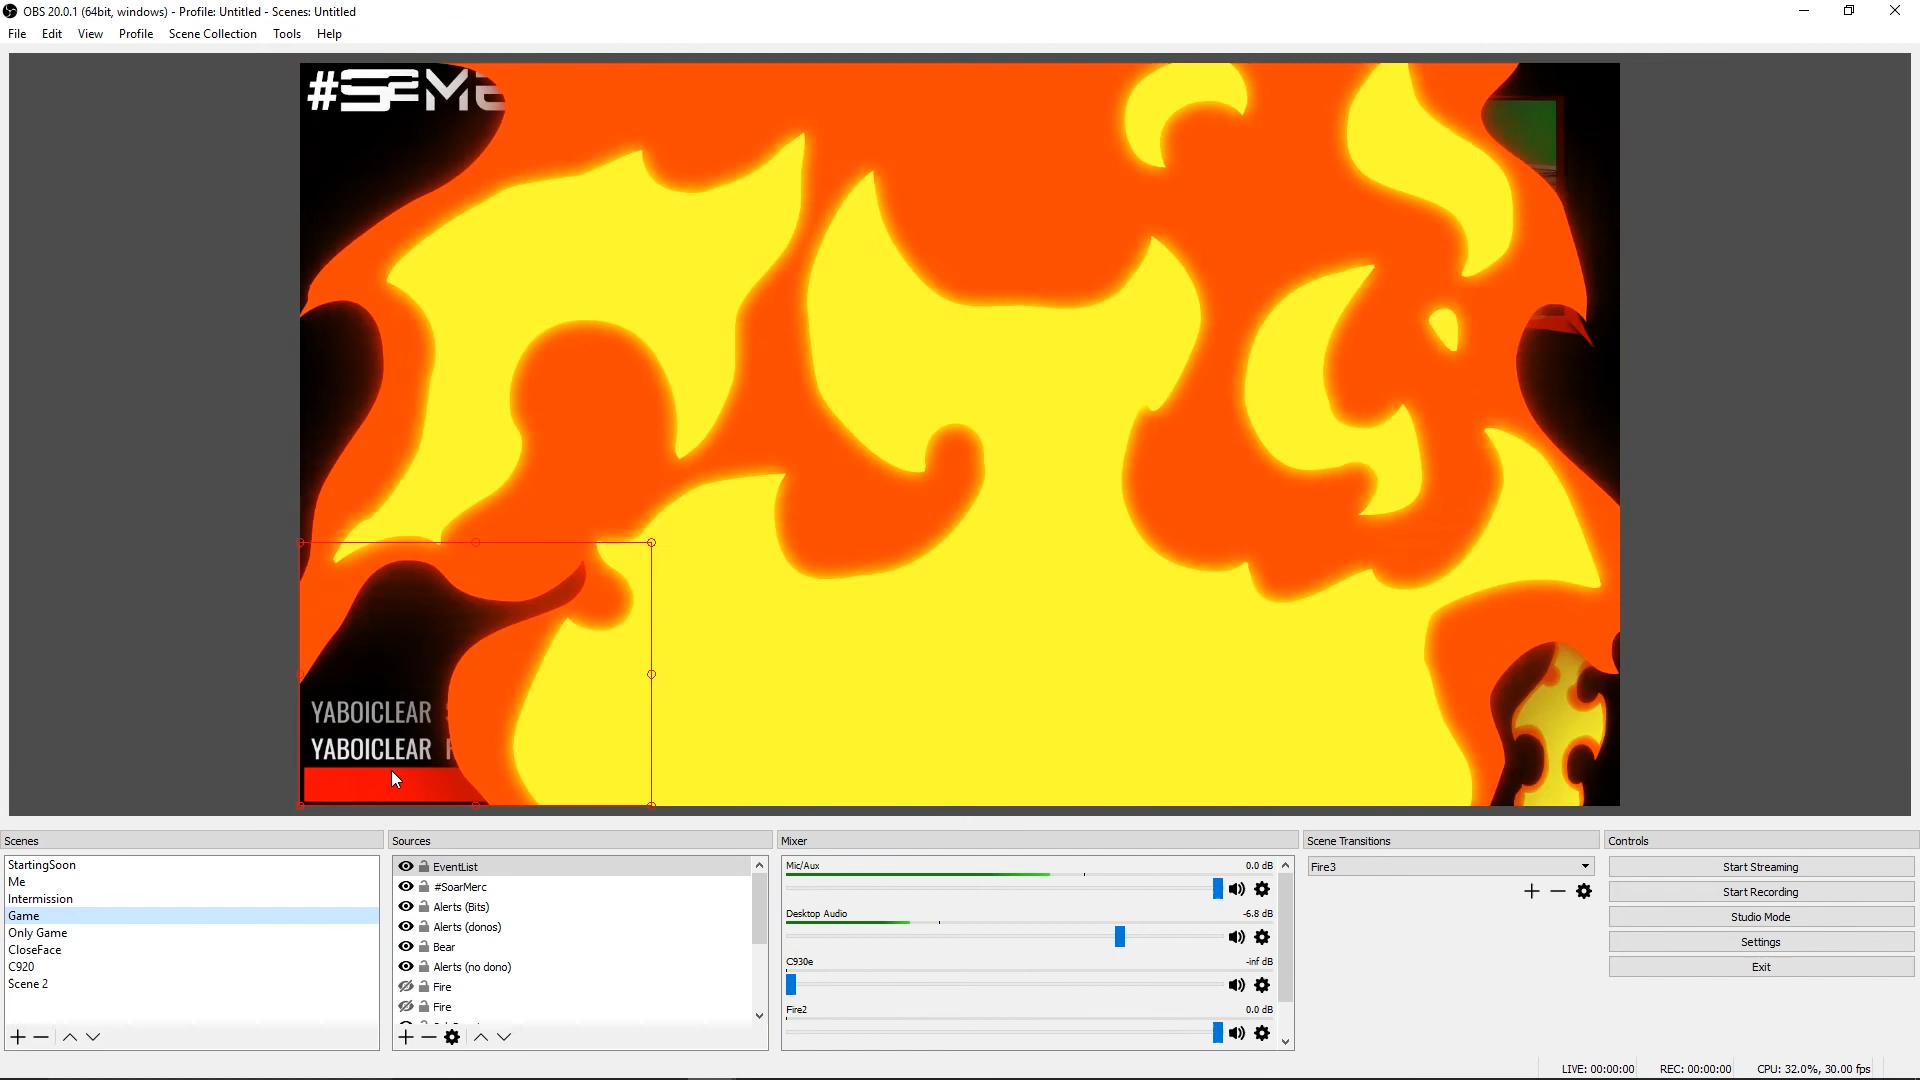 OBS 20.0.1 (64bit, windows) - Profile: Untitled - Scenes: Untitled
File Edit View Profile Scene Collection Tools Help
YABOICLEAR
YABOICLEAR
Scenes
StartingSoon
Me
Intermission
Game
Only Game
CloseFace
C920
Scene 2
Sources
EventList
#SoarMerc
Alerts (Bits)
Alerts (donos)
Bear
Alerts (no dono)
Fire
Fire
Mixer
Mic/Aux 0.0 dB
Desktop Audio -6.8 dB
C930e -inf dB
Fire2 0.0 dB
Scene Transitions
Fire3
Controls
Start Streaming
Start Recording
Studio Mode
Settings
Exit
LIVE: 00:00:00 REC: 00:00:00 CPU: 32.0%, 30.00 fps